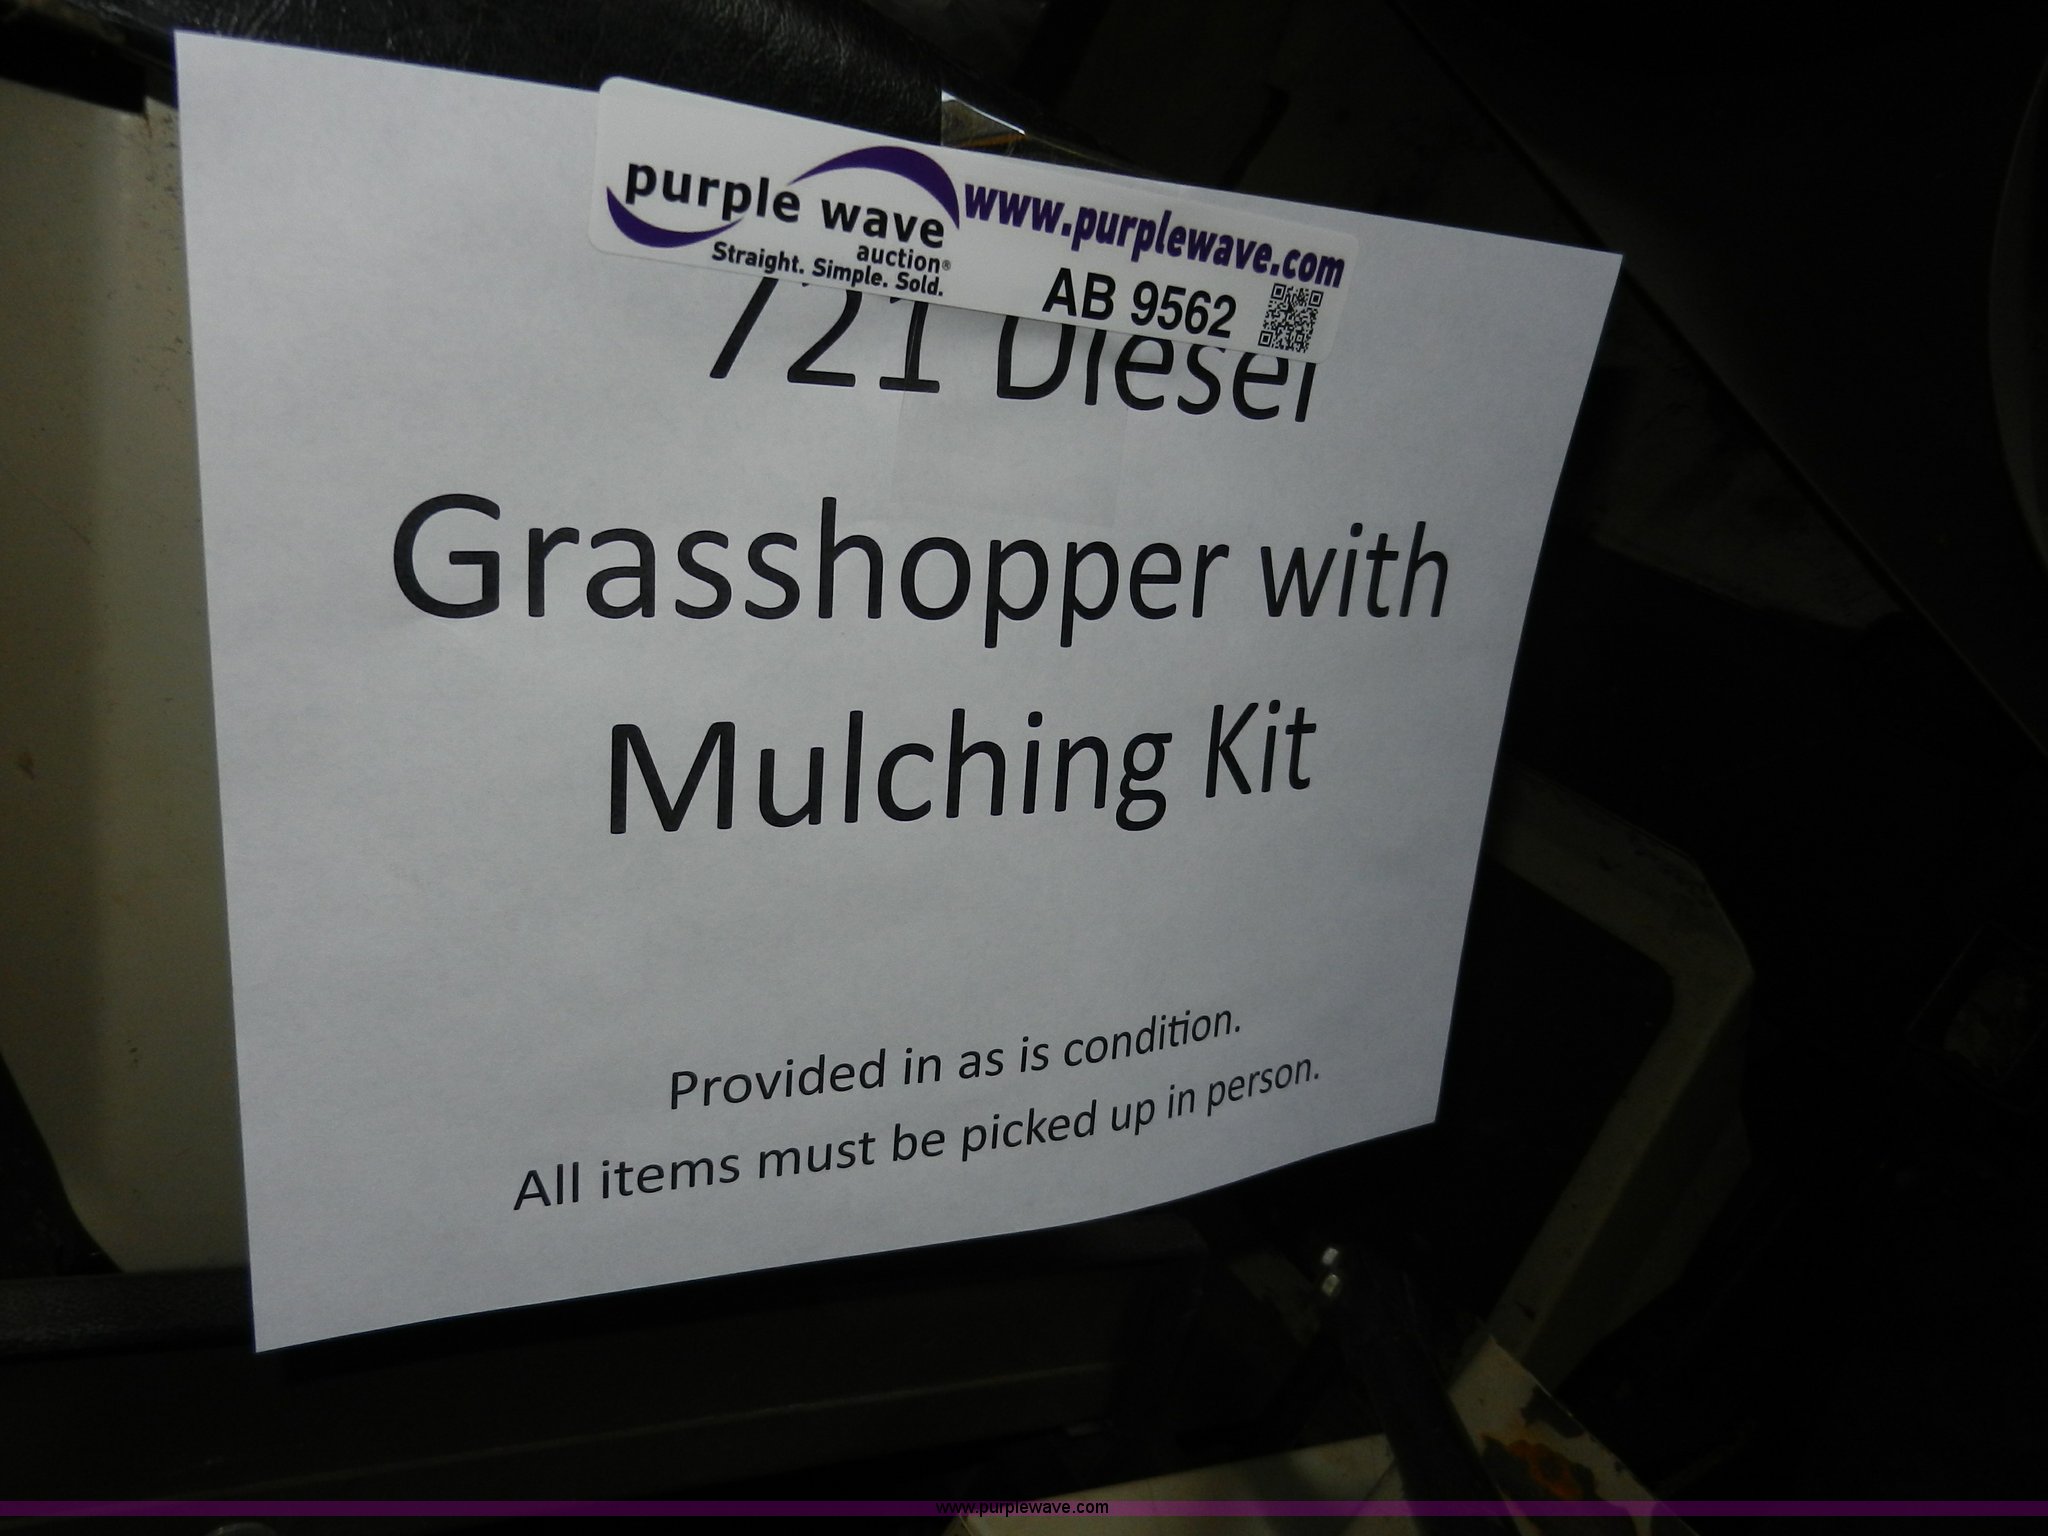 purple wave
auction®
Straight. Simple. Sold.
www.purplewave.com
AB 9562
721 Diesel
Grasshopper with
Mulching Kit
Provided in as is condition.
All items must be picked up in person.
www.purplewave.com